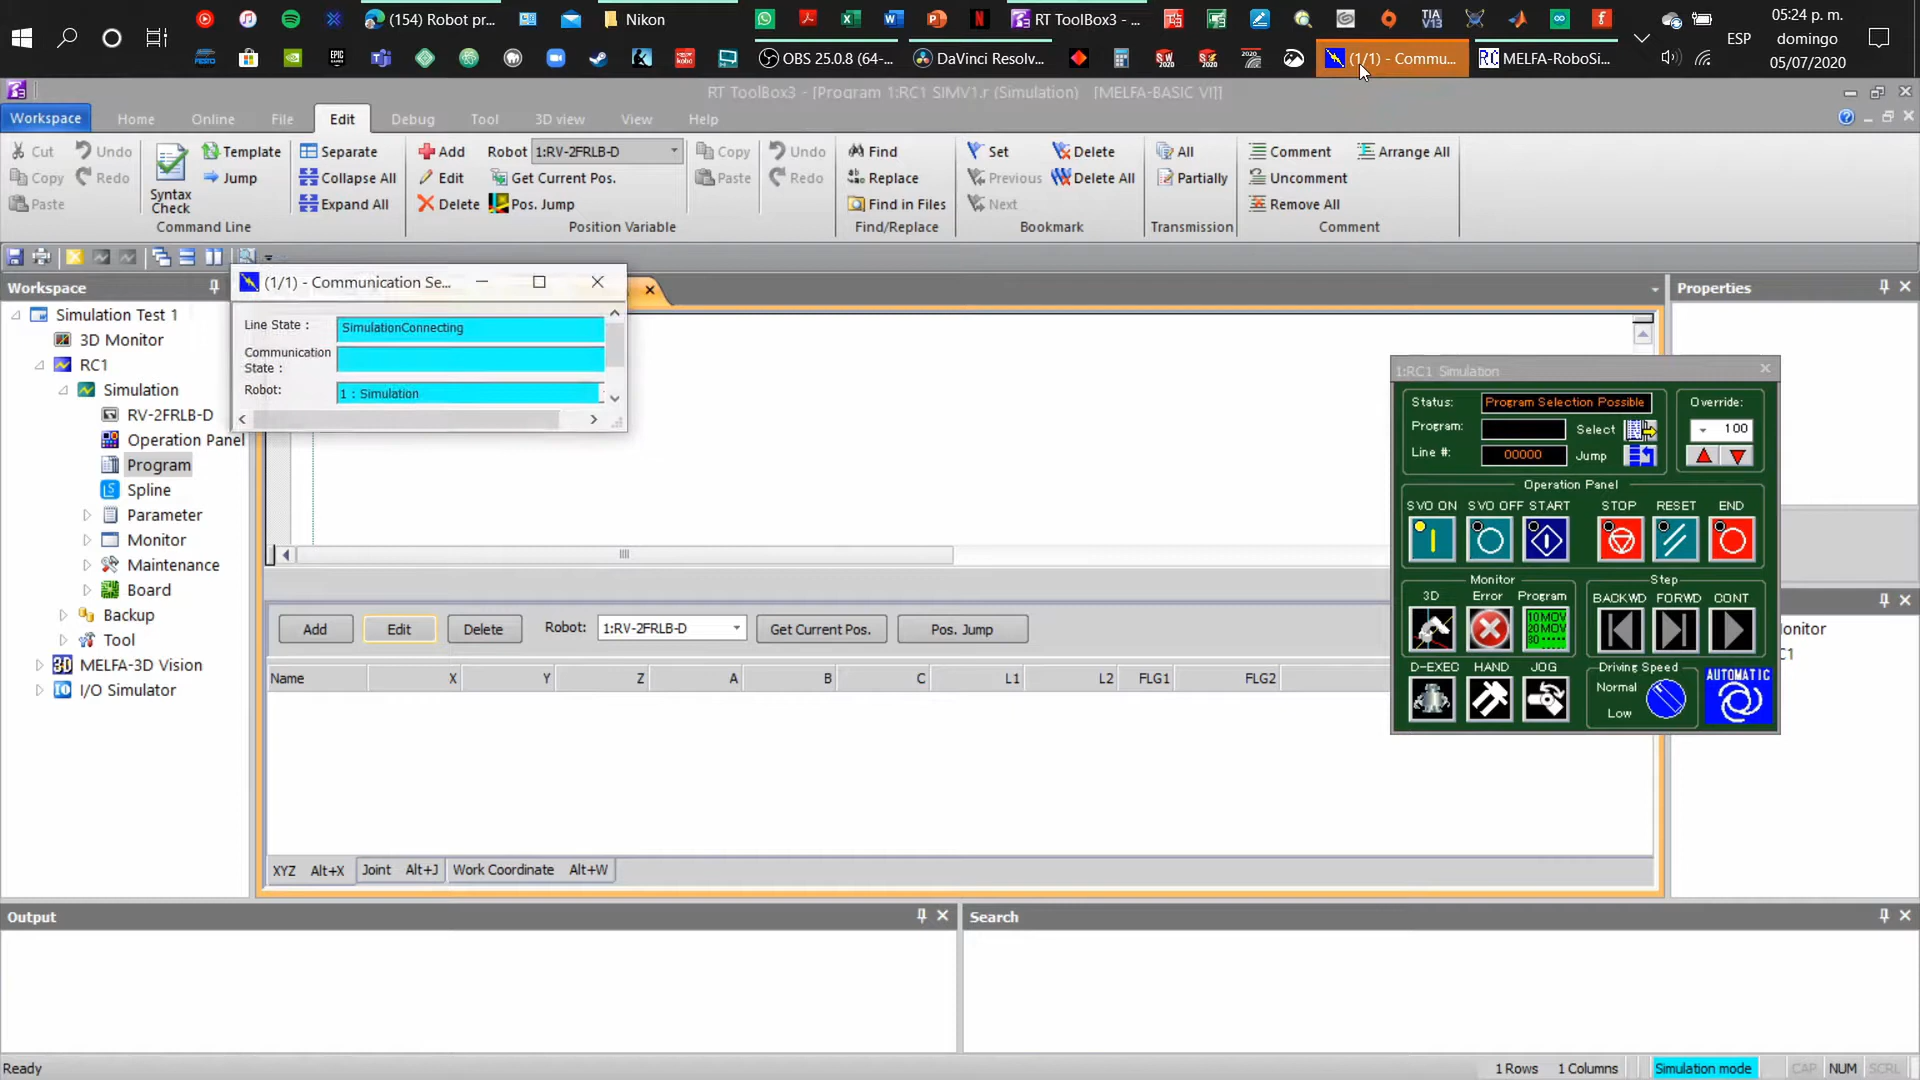 (154) Robot pr...
Nikon
RT ToolBox3 - ...
OBS 25.0.8 (64-...
DaVinci Resolv...
(1/1) - Commu...
MELFA-RoboSi...
ESP
05:24 p. m.
domingo
05/07/2020
RT ToolBox3 - [Program 1:RC1 SIMV1.r (Simulation) [MELFA-BASIC VI]]
Workspace
Home
Online
File
Edit
Debug
Tool
3D view
View
Help
Cut
Undo
Copy
Redo
Paste
Syntax
Check
Template
Jump
Command Line
Separate
Collapse All
Expand All
Add
Edit
Delete
Robot 1:RV-2FRLB-D
Get Current Pos.
Pos. Jump
Position Variable
Copy
Paste
Undo
Redo
Find
Replace
Find in Files
Find/Replace
Set
Previous
Next
Delete
Delete All
Bookmark
All
Partially
Transmission
Comment
Uncomment
Remove All
Arrange All
Comment
Workspace
Simulation Test 1
3D Monitor
RC1
Simulation
RV-2FRLB-D
Operation Panel
Program
Spline
Parameter
Monitor
Maintenance
Board
Backup
Tool
MELFA-3D Vision
I/O Simulator
(1/1) - Communication Se...
Line State :
SimulationConnecting
Communication
State :
Robot:
1 : Simulation
Properties
1:RC1 Simulation
Status:
Program Selection Possible
Program:
Select
Line #:
00000
Jump
Override:
100
Operation Panel
SVO ON
SVO OFF
START
STOP
RESET
END
Monitor
3D
Error
Program
10MOV
20MOV
30
Step
BACKWD
FORWD
CONT
D-EXEC
HAND
JOG
Driving Speed
Normal
Low
AUTOMATIC
onitor
C1
Add
Edit
Delete
Robot: 1:RV-2FRLB-D
Get Current Pos.
Pos. Jump
Name X Y Z A B C L1 L2 FLG1 FLG2
XYZ Alt+X
Joint Alt+J
Work Coordinate Alt+W
Output
Search
Ready
1 Rows
1 Columns
Simulation mode
CAP
NUM
SCRL